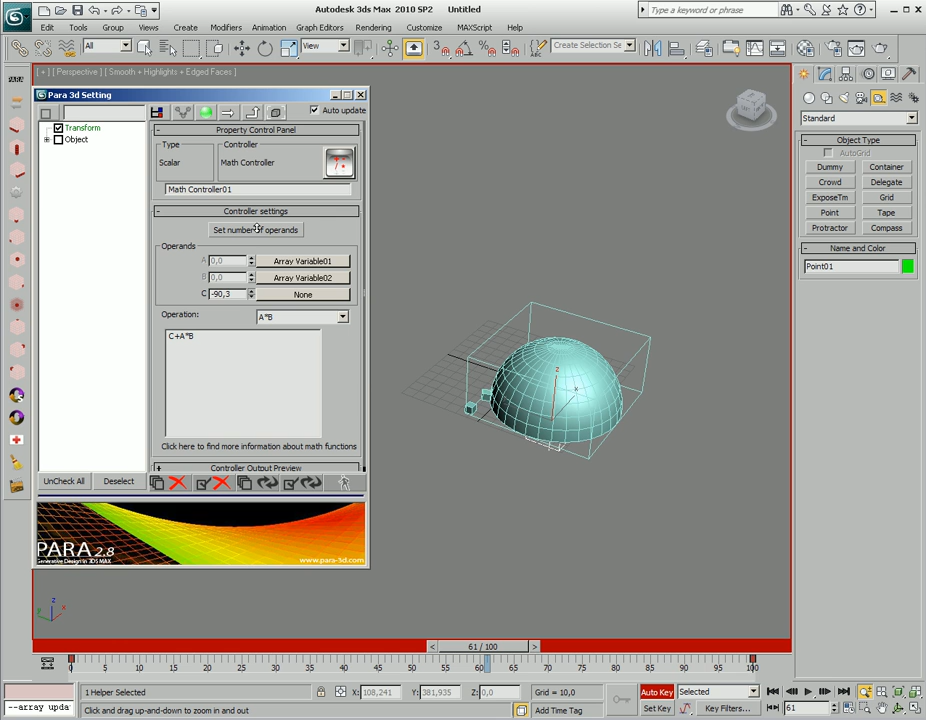 Autodesk 3ds Max 2010 SP2 Untitled
Type a keyword or phrase
Edit Tools Group Views Create Modifiers Animation Graph Editors Rendering Customize MAXScript Help
All View Create Selection Se
[ + ] [ Perspective ] [ Smooth + Highlights + Edged Faces ]
PARA
Para 3d Setting
Auto update
Transform
Object
Property Control Panel
Type
Scalar
Controller
Math Controller
Math Controller01
Controller settings
Set number of operands
Operands
A 0,0 Array Variable01
B 0,0 Array Variable02
C -90,3 None
Operation: A*B
C+A*B
Click here to find more information about math functions
Controller Output Preview
UnCheck All Deselect
PARA 2.8
Generative Design in 3DS MAX
www.para-3d.com
Standard
Object Type
AutoGrid
Dummy Container
Crowd Delegate
ExposeTm Grid
Point Tape
Protractor Compass
Name and Color
Point01
z
x
z
x
y
61 / 100
0 5 10 15 20 25 30 35 40 45 50 55 60 65 70 75 80 85 90 95 100
1 Helper Selected X: 108,241 Y: 381,935 Z: 0,0 Grid = 10,0 Auto Key Selected
--array upda Click and drag up-and-down to zoom in and out Add Time Tag Set Key Key Filters... 61